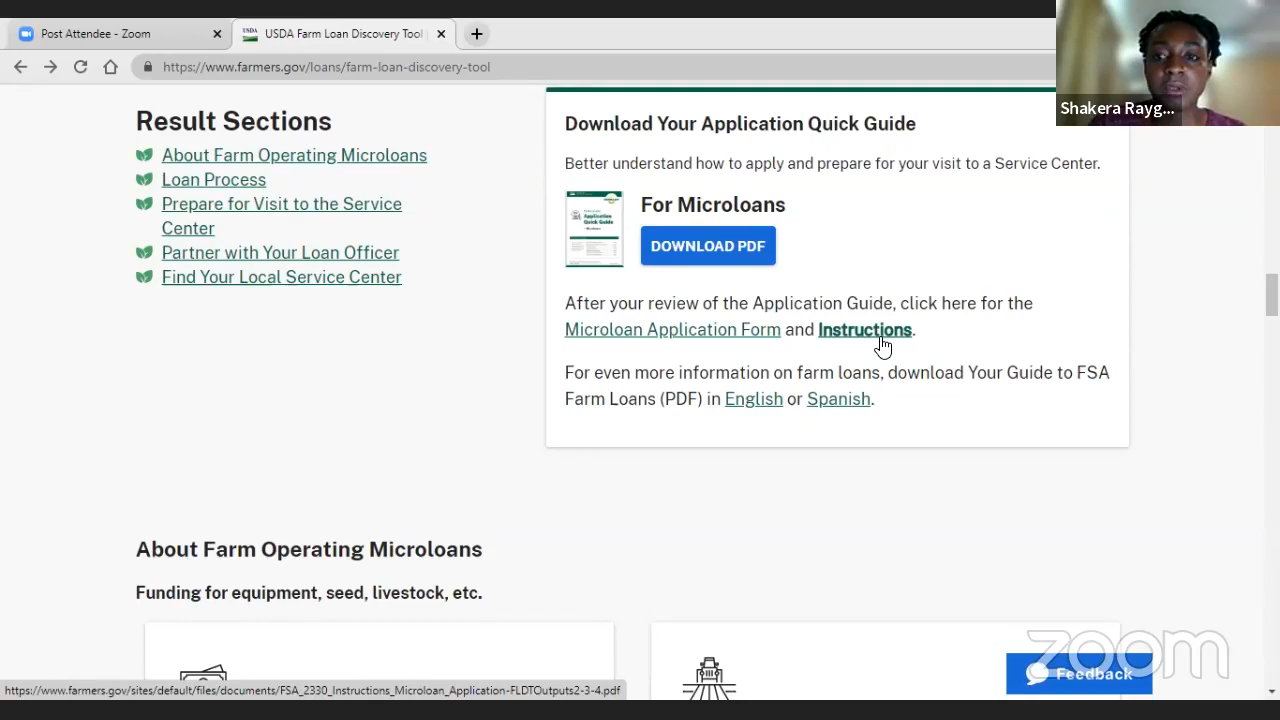 Post Attendee - Zoom
USDA Farm Loan Discovery Tool
https://www.farmers.gov/loans/farm-loan-discovery-tool
Shakera Rayg...
Result Sections
About Farm Operating Microloans
Loan Process
Prepare for Visit to the Service
Center
Partner with Your Loan Officer
Find Your Local Service Center
Download Your Application Quick Guide
Better understand how to apply and prepare for your visit to a Service Center.
Application
Quick Guide
For Microloans
DOWNLOAD PDF
After your review of the Application Guide, click here for the
Microloan Application Form and Instructions.
For even more information on farm loans, download Your Guide to FSA
Farm Loans (PDF) in English or Spanish.
About Farm Operating Microloans
Funding for equipment, seed, livestock, etc.
zoom
Feedback
https://www.farmers.gov/sites/default/files/documents/FSA_2330_Instructions_Microloan_Application-FLDTOutputs2-3-4.pdf